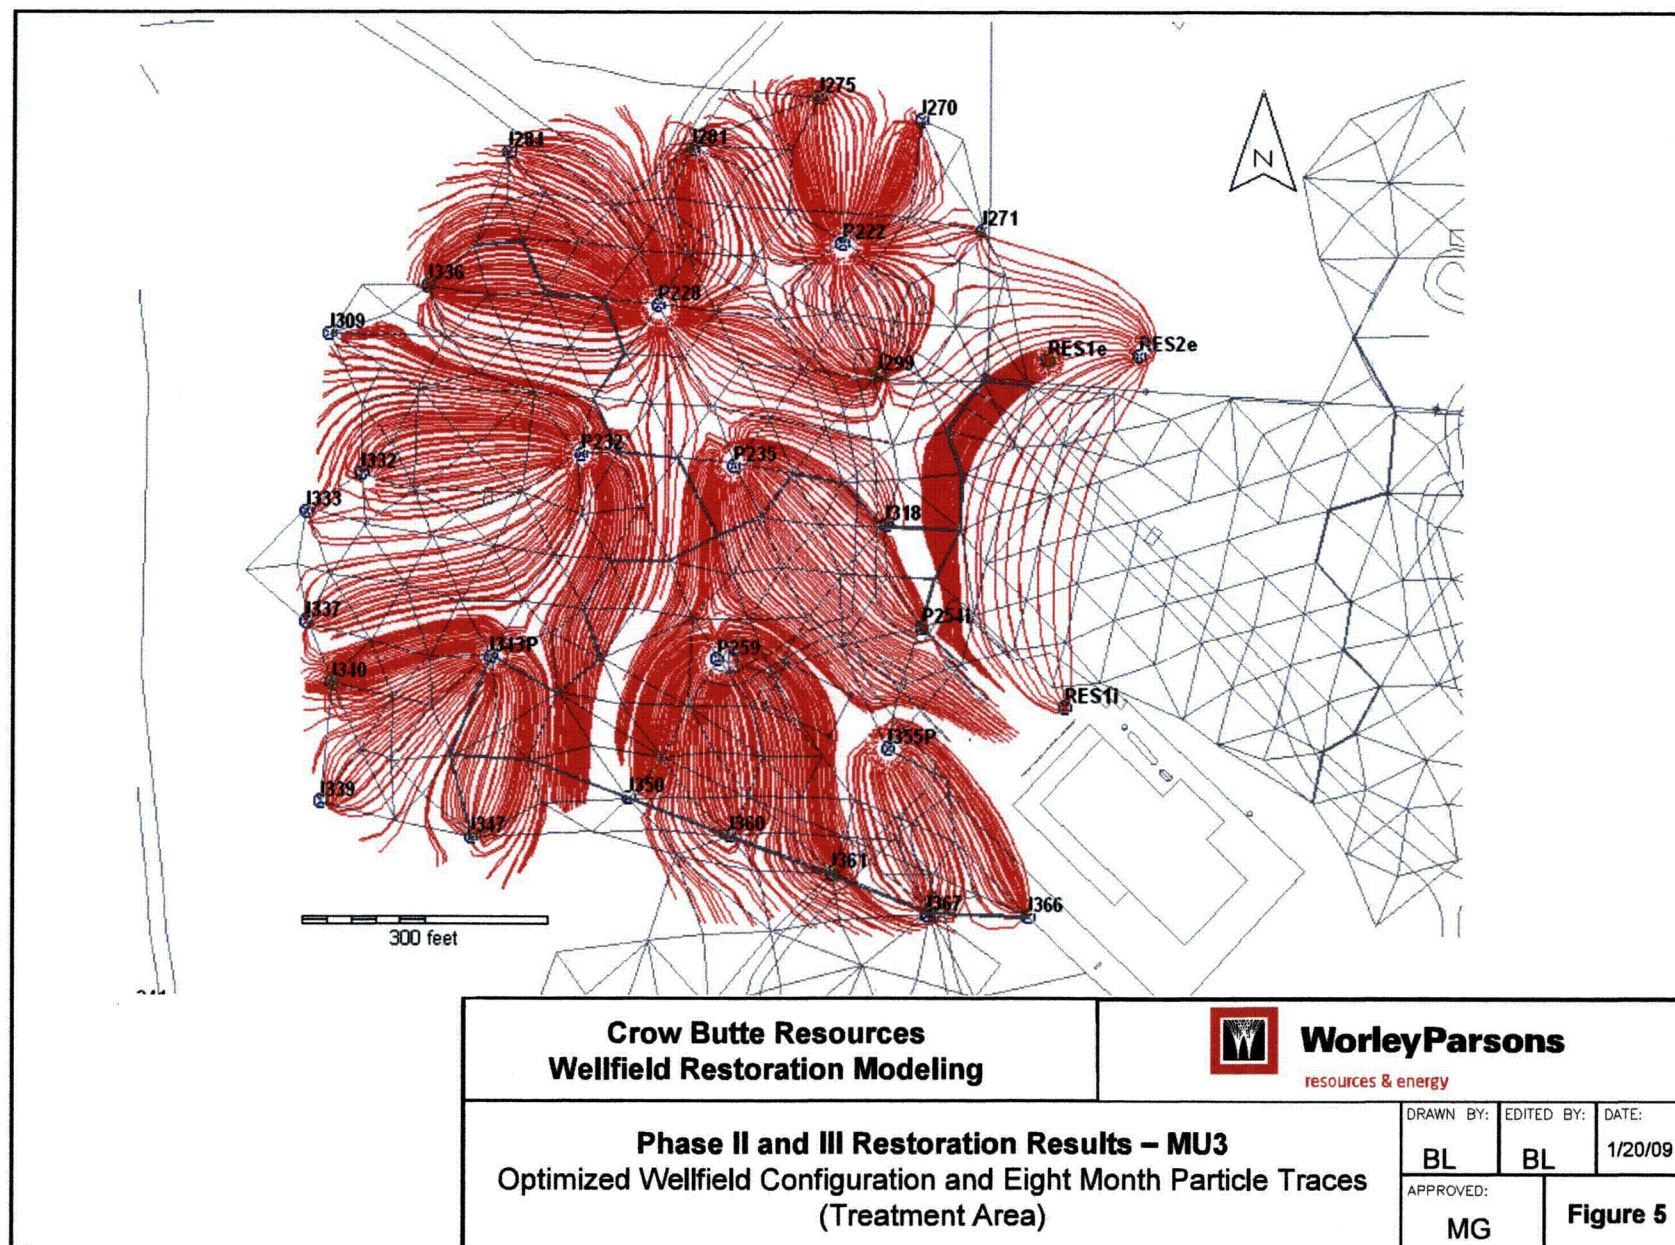 I275
I270
I284
I281
I271
P222
I336
P228
I309
RES1e
RES2e
I299
P232
P235
I332
I333
I318
I337
P254I
I343P
P259
I340
RES1I
I355P
I339
I350
I347
I360
I361
I367
I366
N
300 feet
Crow Butte Resources
Wellfield Restoration Modeling
WorleyParsons
resources & energy
Phase II and III Restoration Results – MU3
Optimized Wellfield Configuration and Eight Month Particle Traces
(Treatment Area)
DRAWN BY:
BL
EDITED BY:
BL
DATE:
1/20/09
APPROVED:
MG
Figure 5